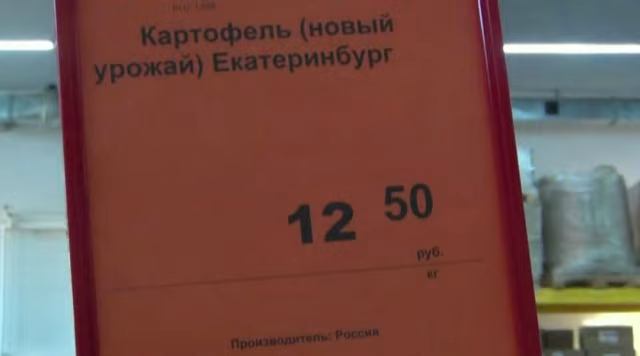 Картофель (новый
урожай) Екатеринбург
12 50
руб.
кг
Производитель: Россия